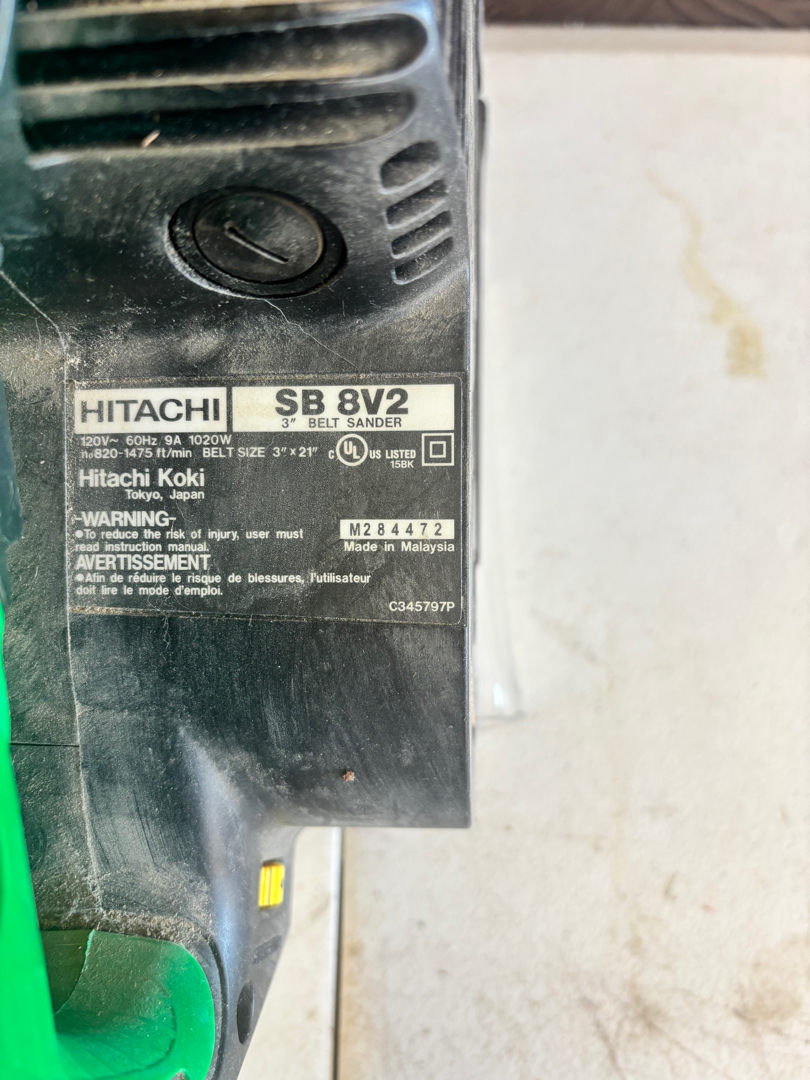 HITACHI
SB 8V2
3" BELT SANDER
120V~ 60Hz 9A 1020W
n₀820-1475 ft/min BELT SIZE 3"×21"
C UL US LISTED
15BK
Hitachi Koki
Tokyo, Japan
-WARNING-
●To reduce the risk of injury, user must
read instruction manual.
M284472
Made in Malaysia
AVERTISSEMENT
●Afin de réduire le risque de blessures, l'utilisateur
doit lire le mode d'emploi.
C345797P